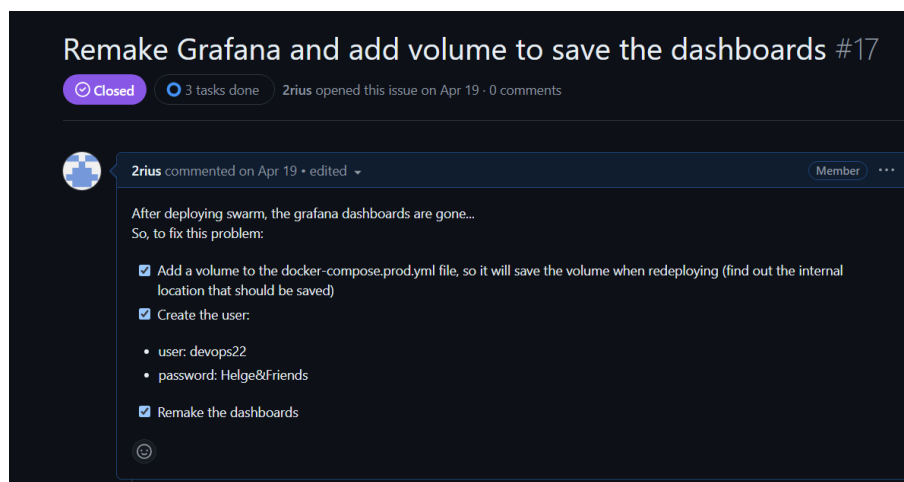 Remake Grafana and add volume to save the dashboards #17
Closed 3 tasks done 2rius opened this issue on Apr 19 · 0 comments
2rius commented on Apr 19 • edited Member
After deploying swarm, the grafana dashboards are gone...
So, to fix this problem:
Add a volume to the docker-compose.prod.yml file, so it will save the volume when redeploying (find out the internal
location that should be saved)
Create the user:
• user: devops22
• password: Helge&Friends
Remake the dashboards